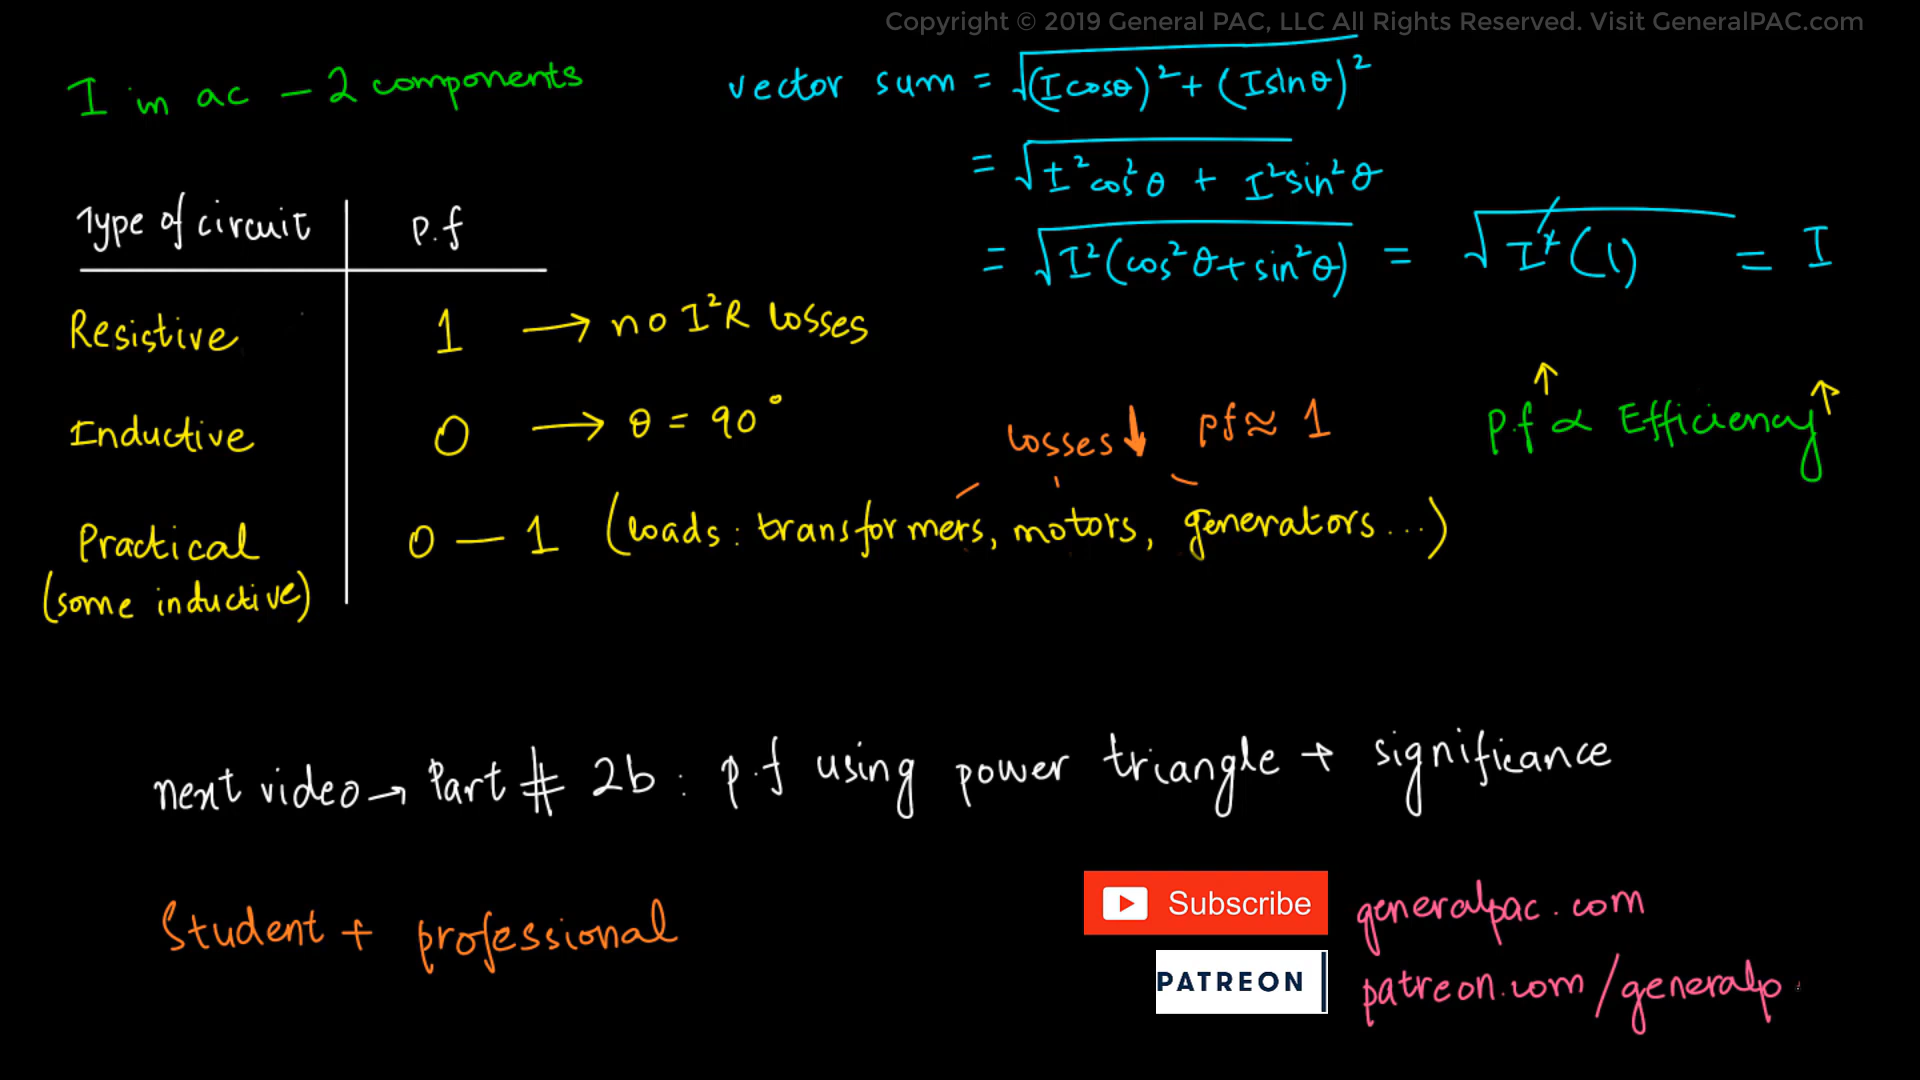 Copyright © 2019 General PAC, LLC All Rights Reserved. Visit GeneralPAC.com
I in ac - 2 components
vector sum = √(Icosθ)² + (Isinθ)²
= √I²cos²θ + I²sin²θ
= √I²(cos²θ+sin²θ) = √I²(1) = I
Type of circuit p.f
Resistive 1 → no I²R losses
Inductive 0 → θ = 90°
losses ↓ pf ≈ 1
p.f ↑ ∝ Efficiency ↑
Practical 0 - 1 (loads: transformers, motors, generators...)
(some inductive)
next video → Part # 2b : p.f using power triangle + significance
Student + professional
Subscribe generalpac.com
PATREON patreon.com/generalp